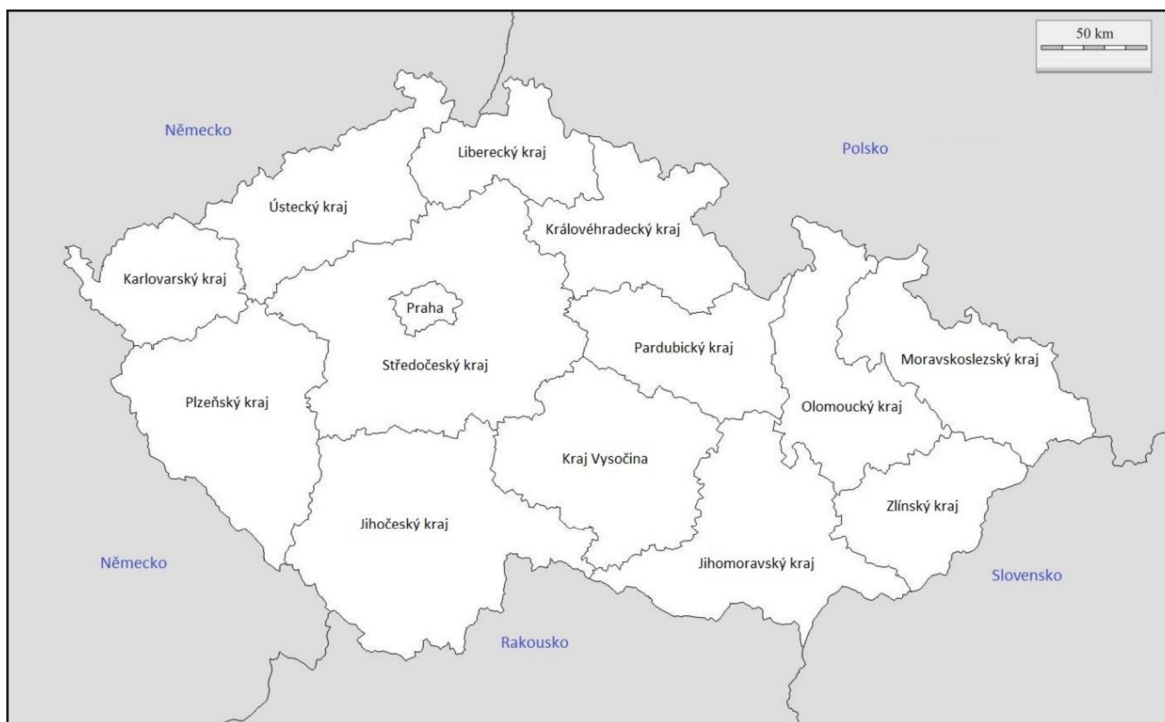 50 km
Německo
Polsko
Liberecký kraj
Ústecký kraj
Královéhradecký kraj
Karlovarský kraj
Praha
Pardubický kraj
Moravskoslezský kraj
Středočeský kraj
Plzeňský kraj
Olomoucký kraj
Kraj Vysočina
Zlínský kraj
Jihočeský kraj
Německo
Jihomoravský kraj
Slovensko
Rakousko